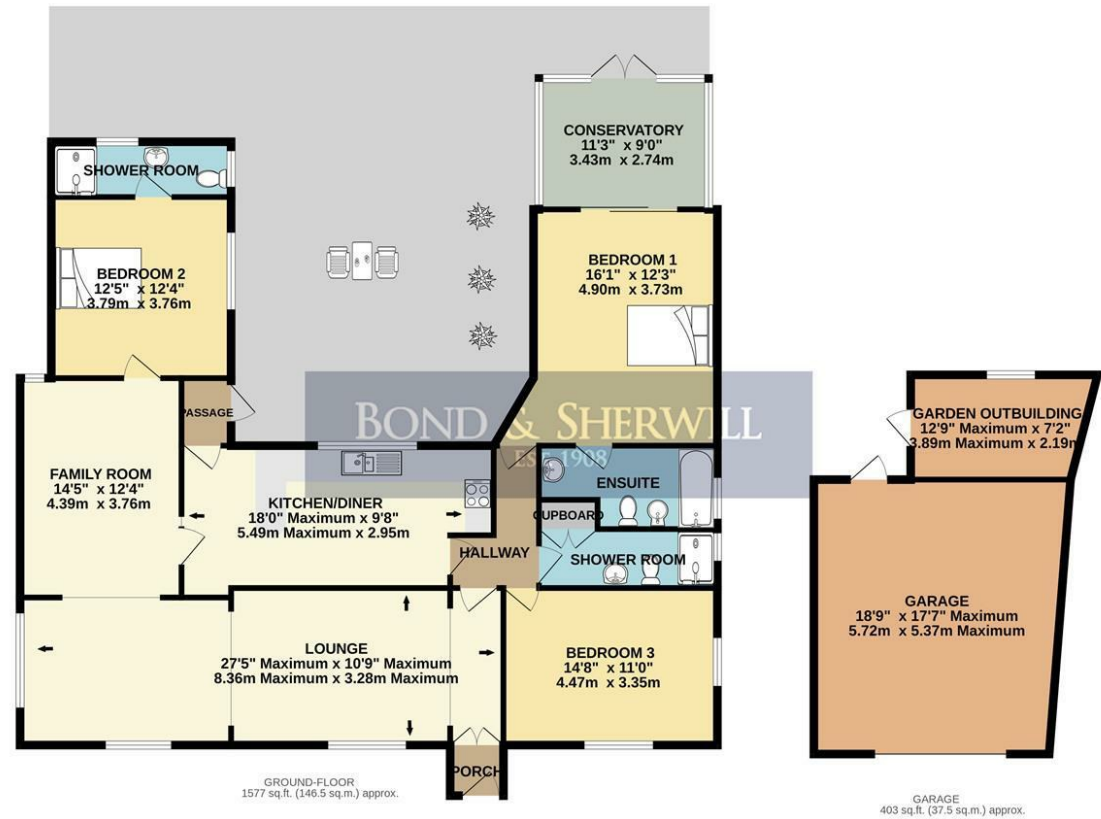 CONSERVATORY
11'3" x 9'0"
3.43m x 2.74m
SHOWER ROOM
BEDROOM 2
12'5" x 12'4"
3.79m x 3.76m
BEDROOM 1
16'1" x 12'3"
4.90m x 3.73m
PASSAGE
BOND & SHERWILL
EST. 1908
FAMILY ROOM
14'5" x 12'4"
4.39m x 3.76m
KITCHEN/DINER
18'0" Maximum x 9'8"
5.49m Maximum x 2.95m
ENSUITE
CUPBOARD
HALLWAY
SHOWER ROOM
LOUNGE
27'5" Maximum x 10'9" Maximum
8.36m Maximum x 3.28m Maximum
BEDROOM 3
14'8" x 11'0"
4.47m x 3.35m
PORCH
GROUND-FLOOR
1577 sq.ft. (146.5 sq.m.) approx.
GARDEN OUTBUILDING
12'9" Maximum x 7'2"
3.89m Maximum x 2.19m
GARAGE
18'9" x 17'7" Maximum
5.72m x 5.37m Maximum
GARAGE
403 sq.ft. (37.5 sq.m.) approx.